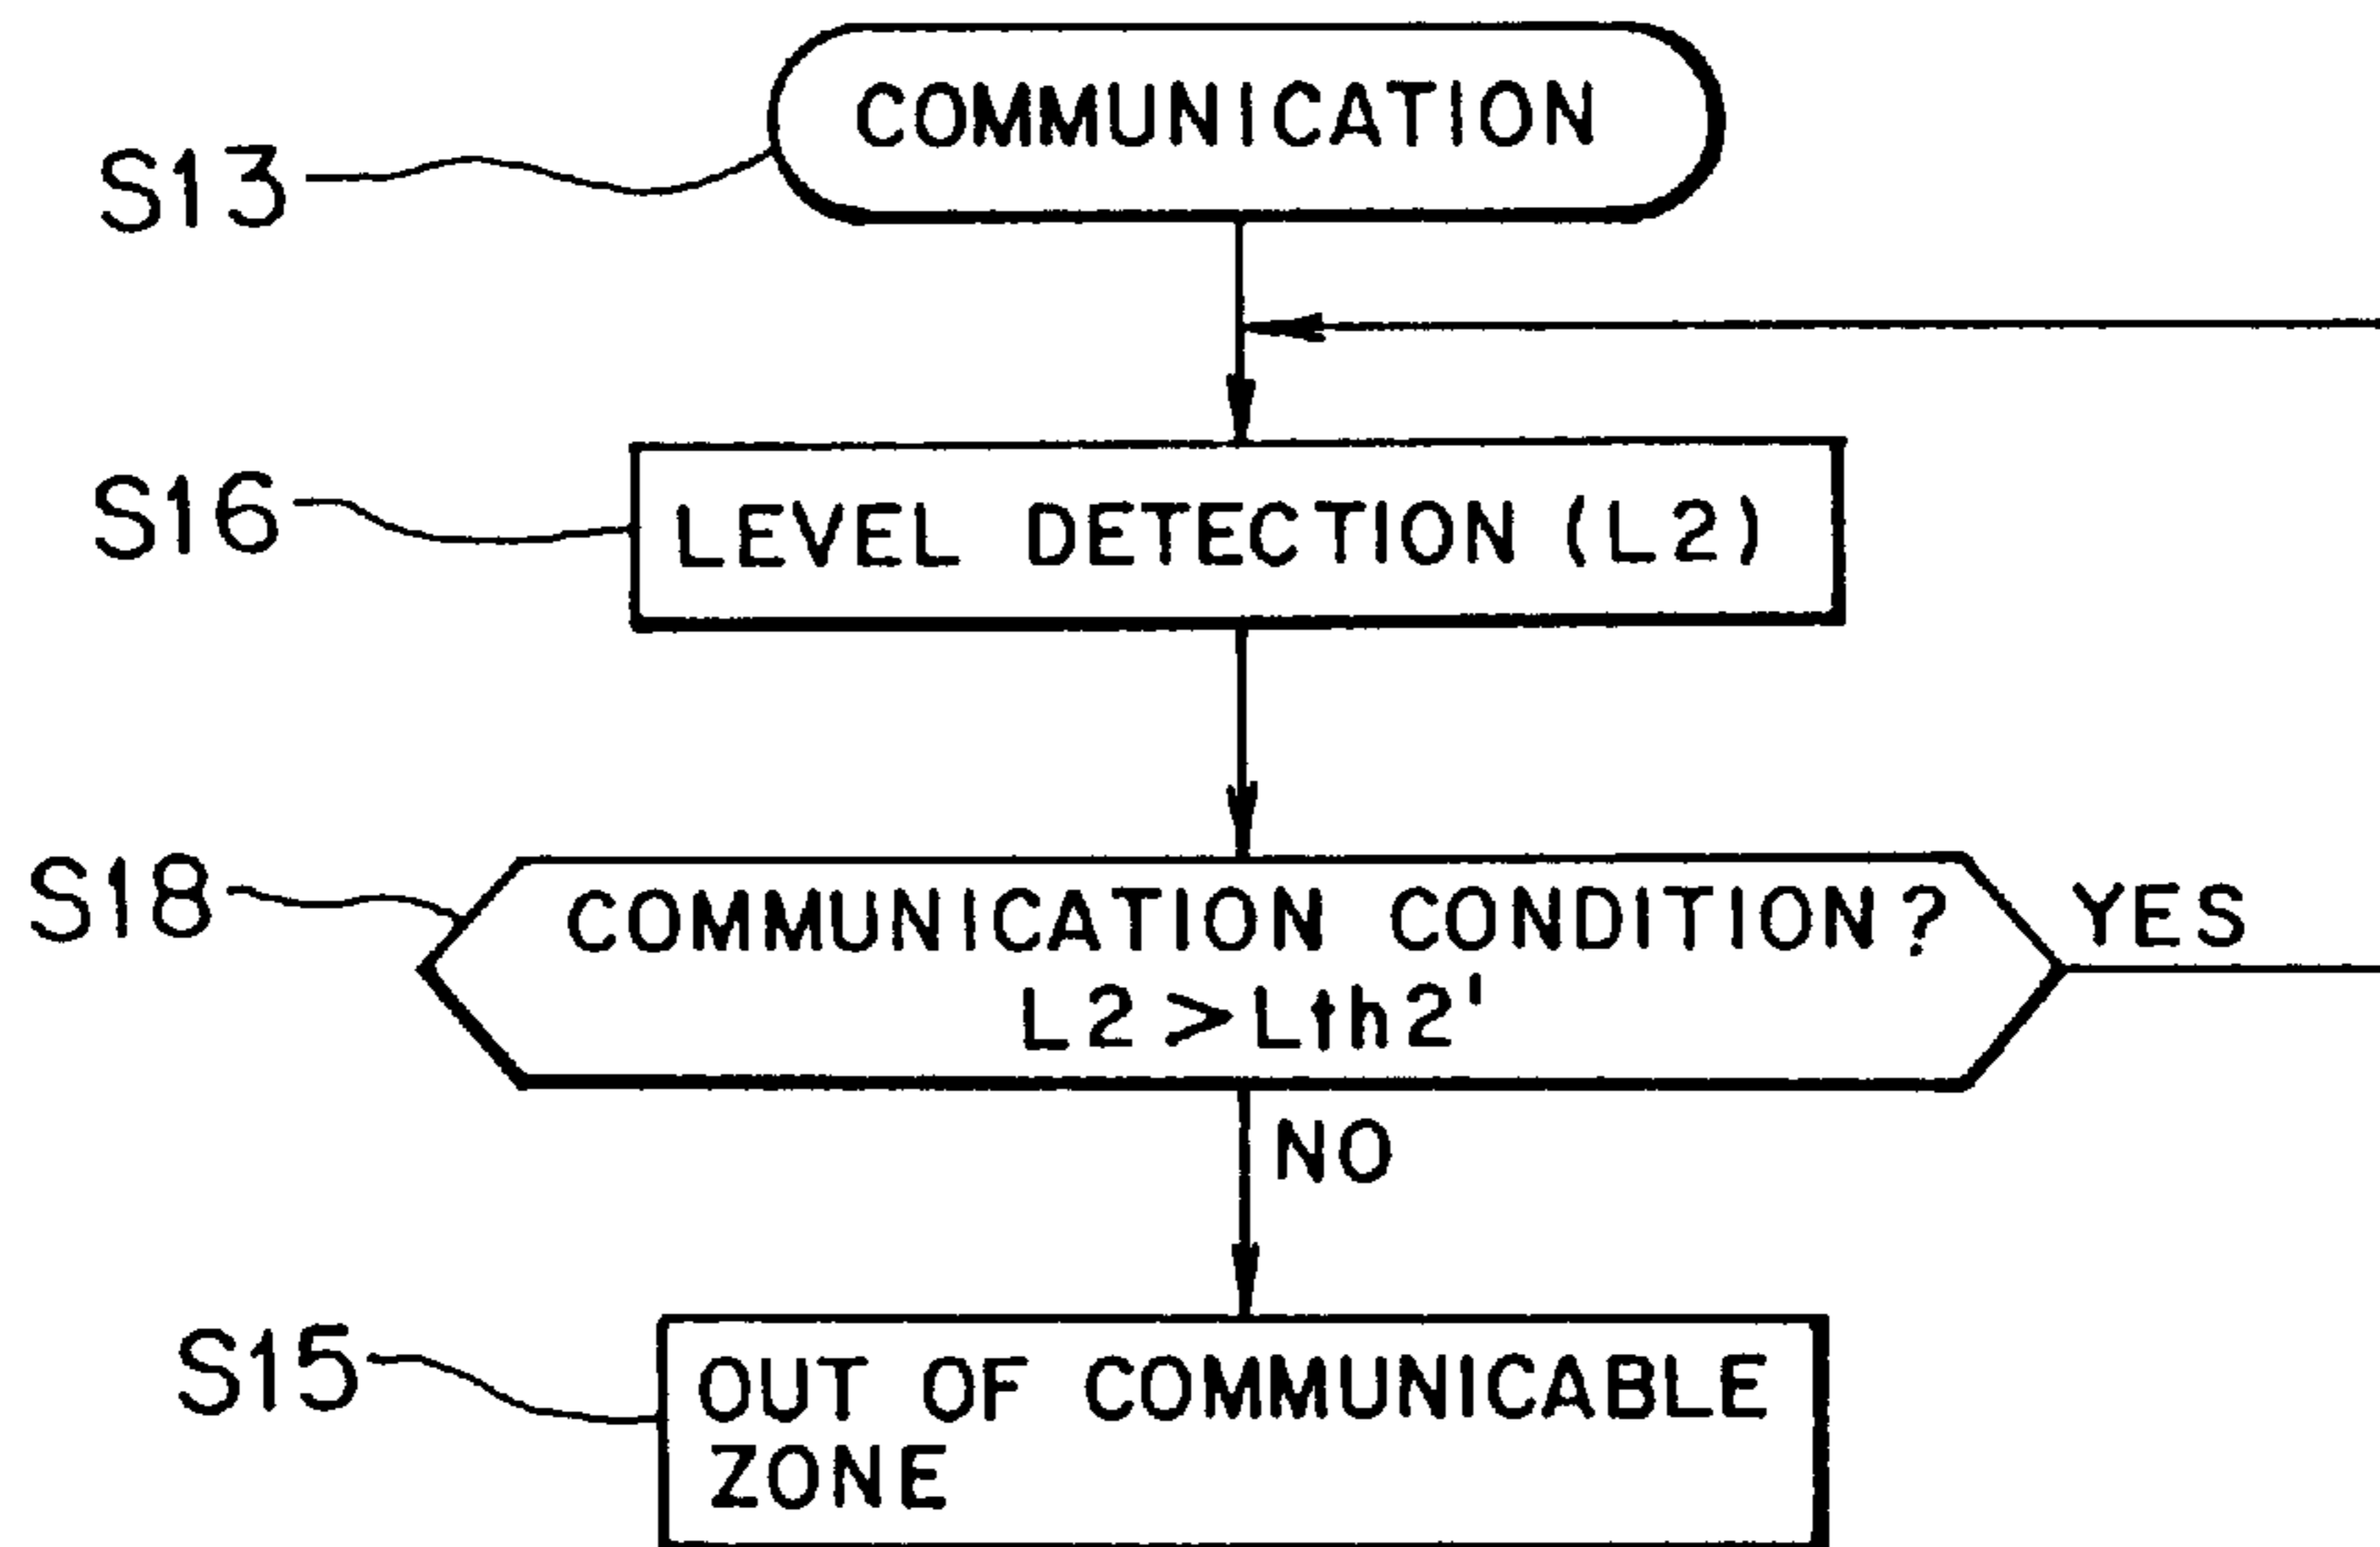 COMMUNICATION
S13
S16
LEVEL DETECTION (L2)
S18
COMMUNICATION CONDITION?
YES
L2>Lth2'
NO
S15
OUT OF COMMUNICABLE
ZONE